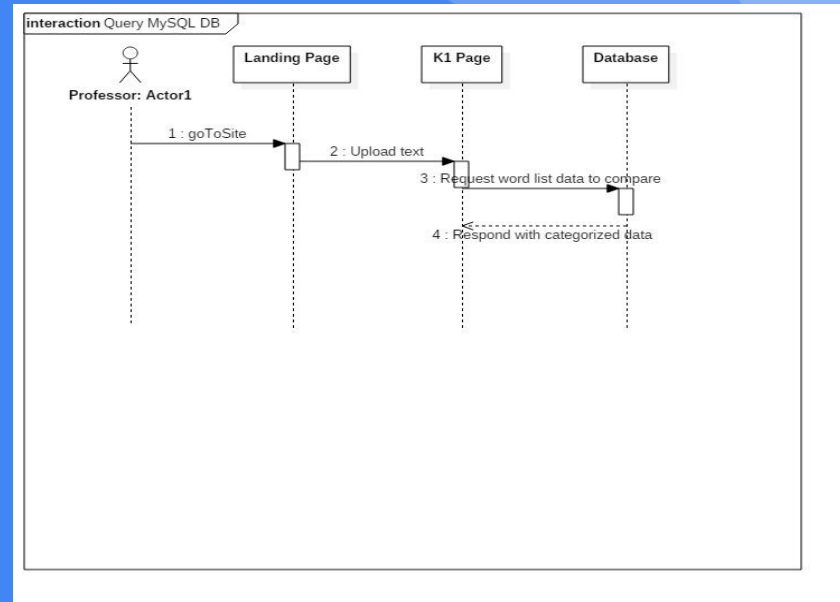 interaction Query MySQL DB
Landing Page
K1 Page
Database
Professor: Actor1
1 : goToSite
2 : Upload text
3 : Request word list data to compare
4 : Respond with categorized data